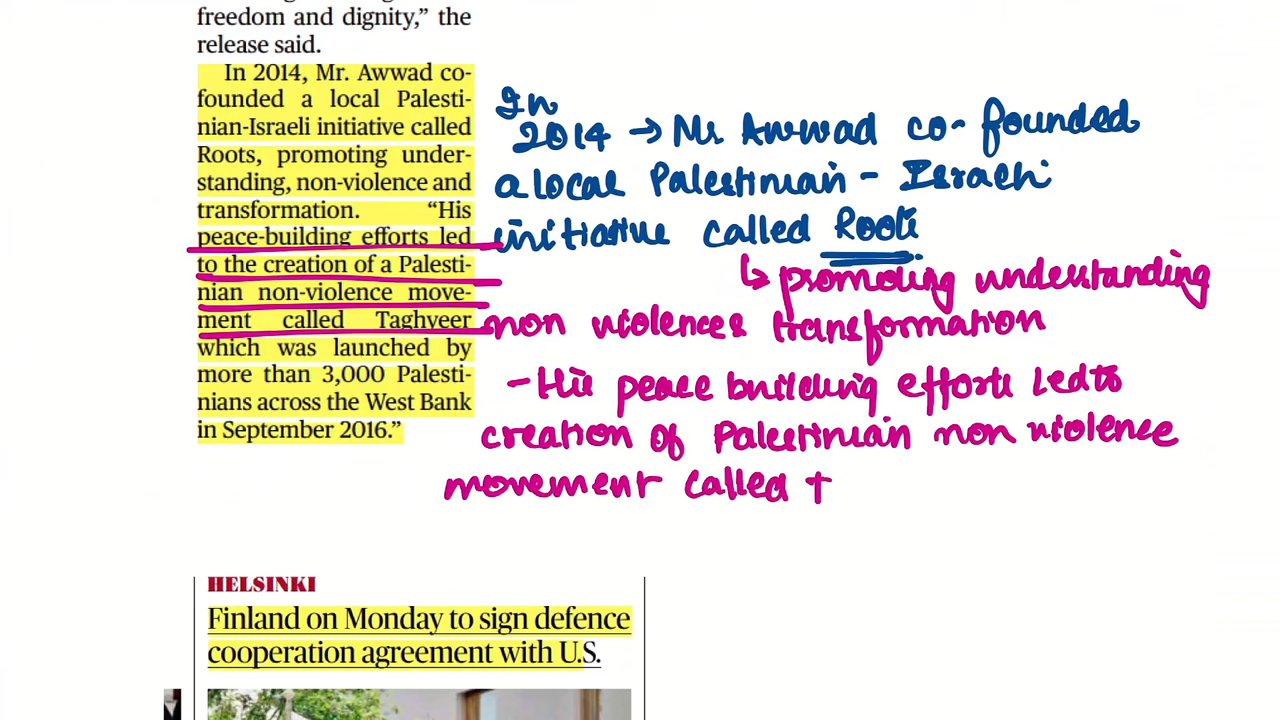 freedom and dignity,” the
release said.
In 2014, Mr. Awwad co-
founded a local Palesti-
nian-Israeli initiative called
Roots, promoting under-
standing, non-violence and
transformation. “His
peace-building efforts led
to the creation of a Palesti-
nian non-violence move-
ment called Taghyeer
which was launched by
more than 3,000 Palesti-
nians across the West Bank
in September 2016.”
In
2014 → Mr Awwad co-founded
a local Palestinian - Israeli
initiative called Roots
↳ promoting understanding
non violences transformation
- His peace building efforts led to
creation of Palestinian non violence
movement called t
HELSINKI
Finland on Monday to sign defence
cooperation agreement with U.S.